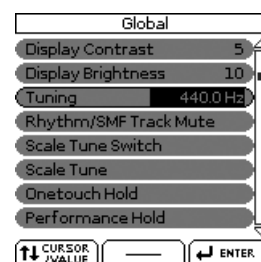 Global
Display Contrast 5
Display Brightness 10
Tuning 440.0 Hz
Rhythm/SMF Track Mute
Scale Tune Switch
Scale Tune
Onetouch Hold
Performance Hold
CURSOR
/VALUE
ENTER